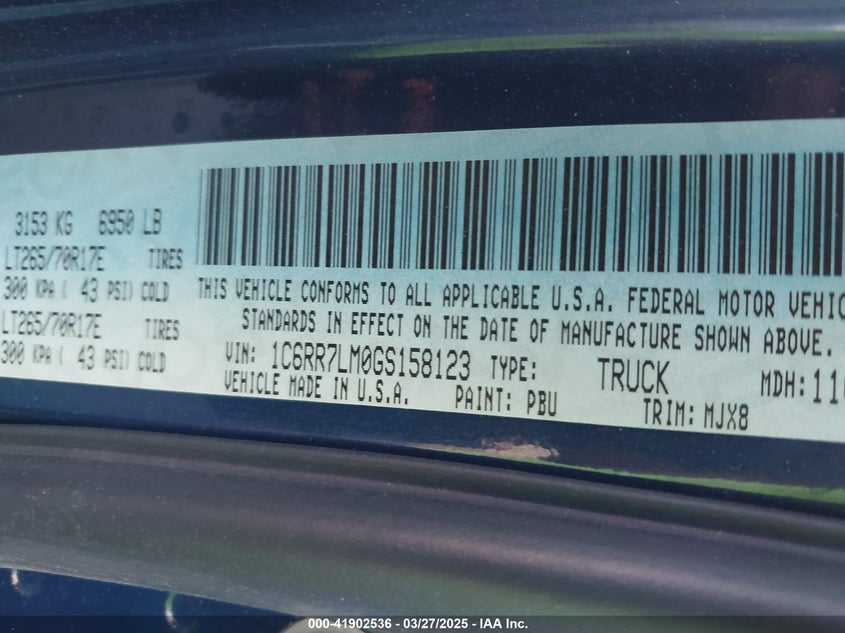 3153 KG 6950 LB
LT265/70R17E TIRES
300 KPA ( 43 PSI) COLD
LT265/70R17E TIRES
300 KPA ( 43 PSI) COLD
THIS VEHICLE CONFORMS TO ALL APPLICABLE U.S.A. FEDERAL MOTOR
STANDARDS IN EFFECT ON THE DATE OF MANUFACTURE SHOWN ABOVE.
VIN: 1C6RR7LM0GS158123 TYPE: TRUCK MDH:
VEHICLE MADE IN U.S.A. PAINT: PBU TRIM: MJX8
000-41902536 — 03/27/2025 — IAA Inc.